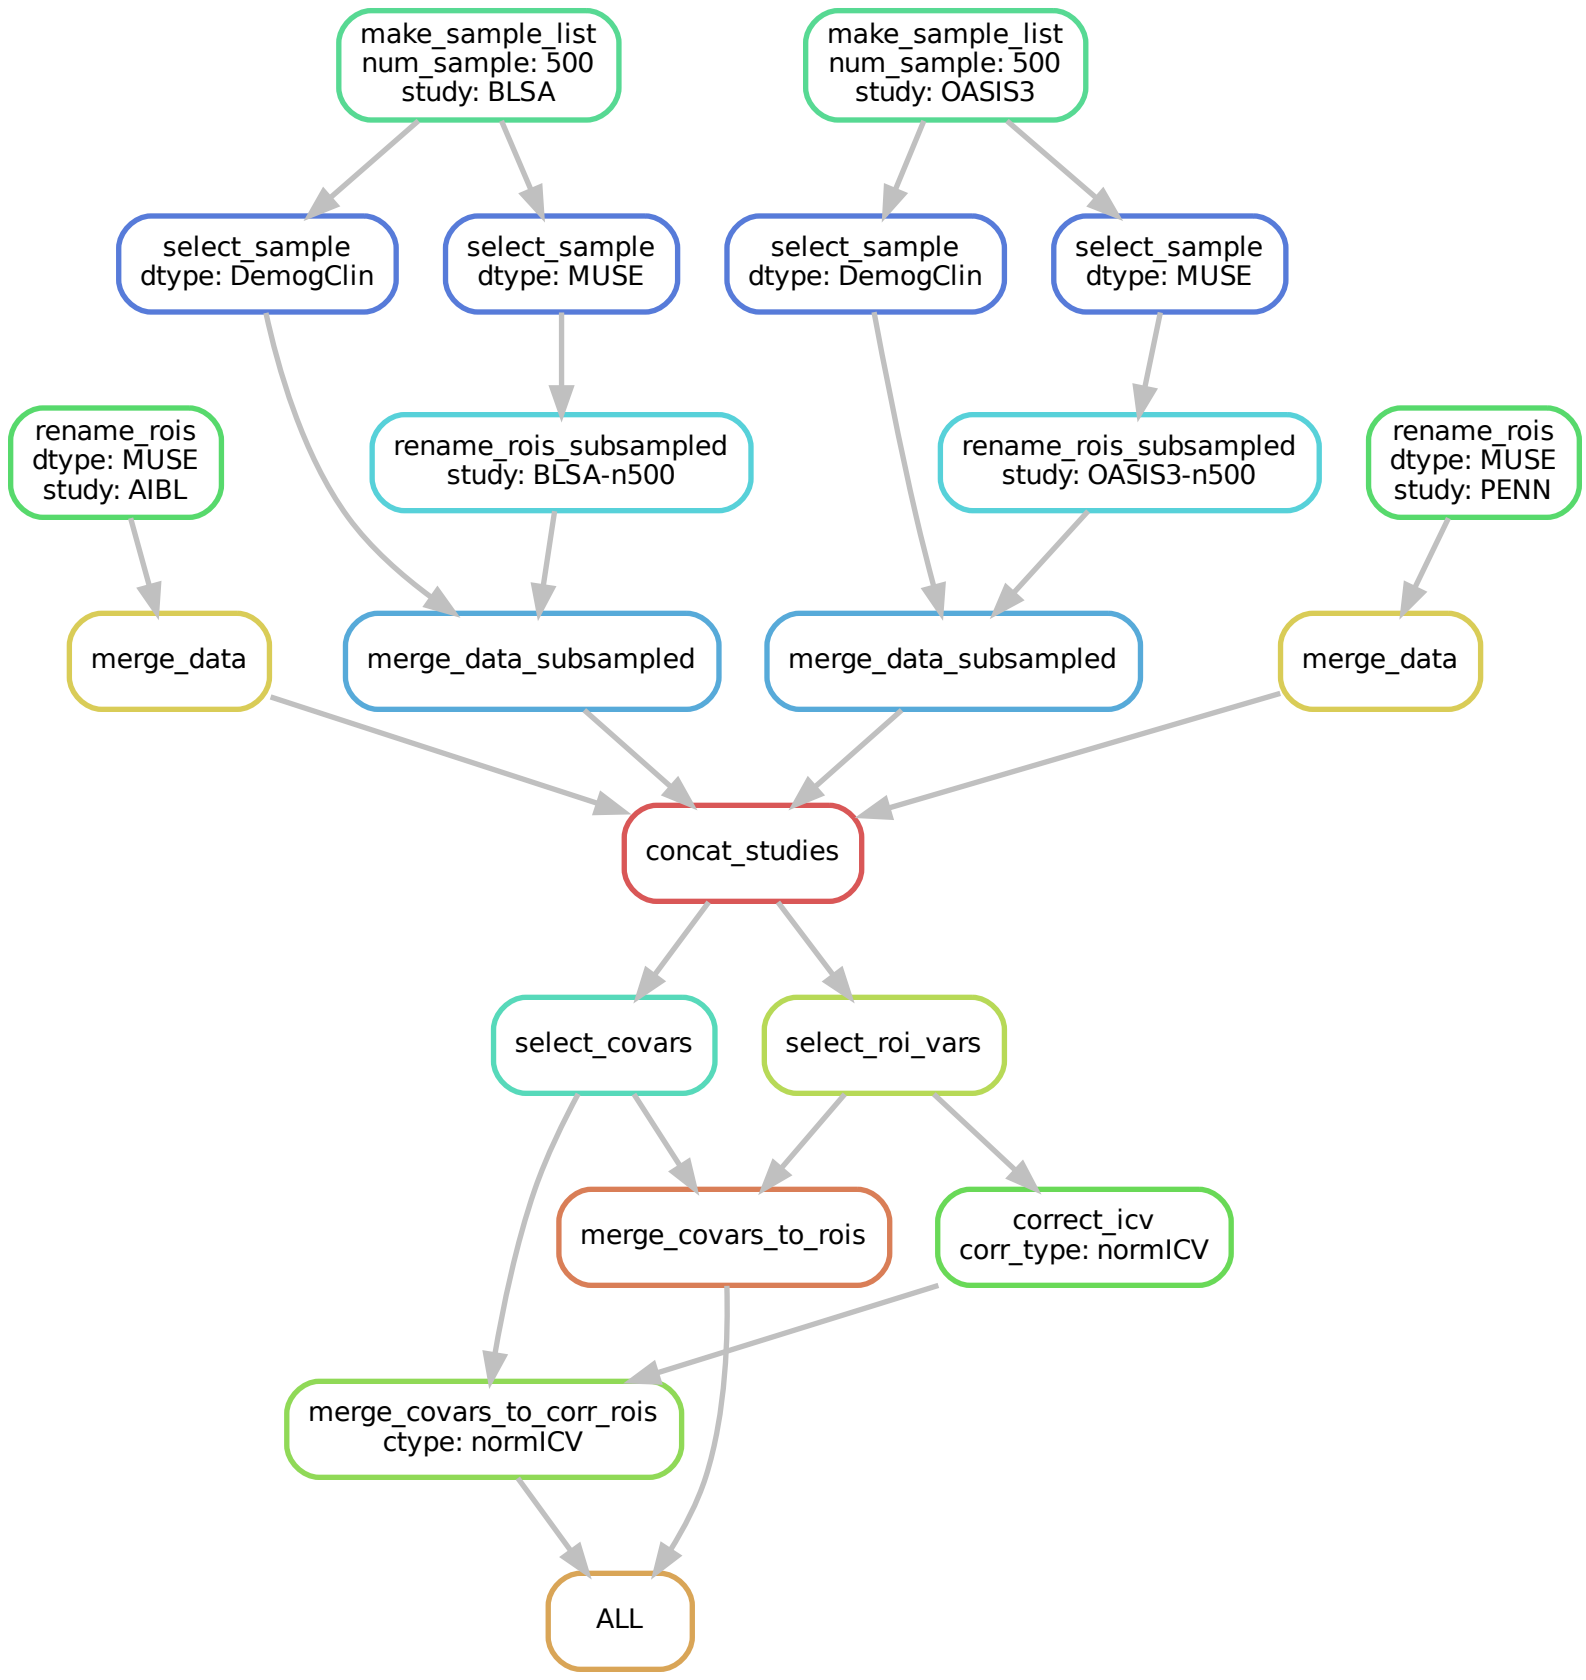 make_sample_list
num_sample: 500
study: BLSA
make_sample_list
num_sample: 500
study: OASIS3
select_sample
dtype: DemogClin
select_sample
dtype: MUSE
select_sample
dtype: DemogClin
select_sample
dtype: MUSE
rename_rois
dtype: MUSE
study: AIBL
rename_rois_subsampled
study: BLSA-n500
rename_rois_subsampled
study: OASIS3-n500
rename_rois
dtype: MUSE
study: PENN
merge_data
merge_data_subsampled
merge_data_subsampled
merge_data
concat_studies
select_covars
select_roi_vars
merge_covars_to_rois
correct_icv
corr_type: normICV
merge_covars_to_corr_rois
ctype: normICV
ALL